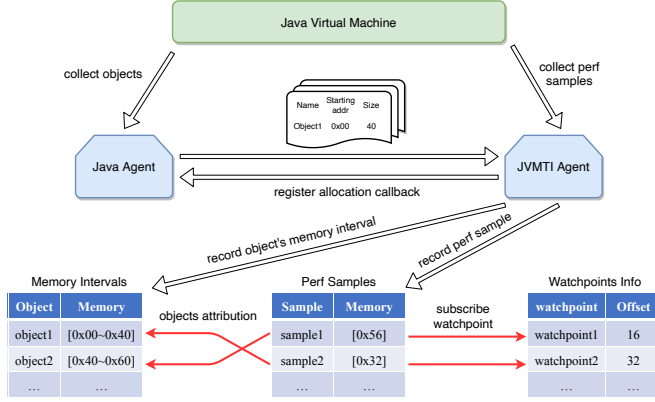 Java Virtual Machine
collect objects
collect perf
samples
Name Starting addr Size
Object1 0x00 40
Java Agent
JVMTI Agent
register allocation callback
record object's memory interval
record perf sample
Memory Intervals
Perf Samples
Watchpoints Info
Object Memory
object1 [0x00~0x40]
object2 [0x40~0x60]
... ...
objects attribution
Sample Memory
sample1 [0x56]
sample2 [0x32]
... ...
subscribe
watchpoint
watchpoint Offset
watchpoint1 16
watchpoint2 32
... ...